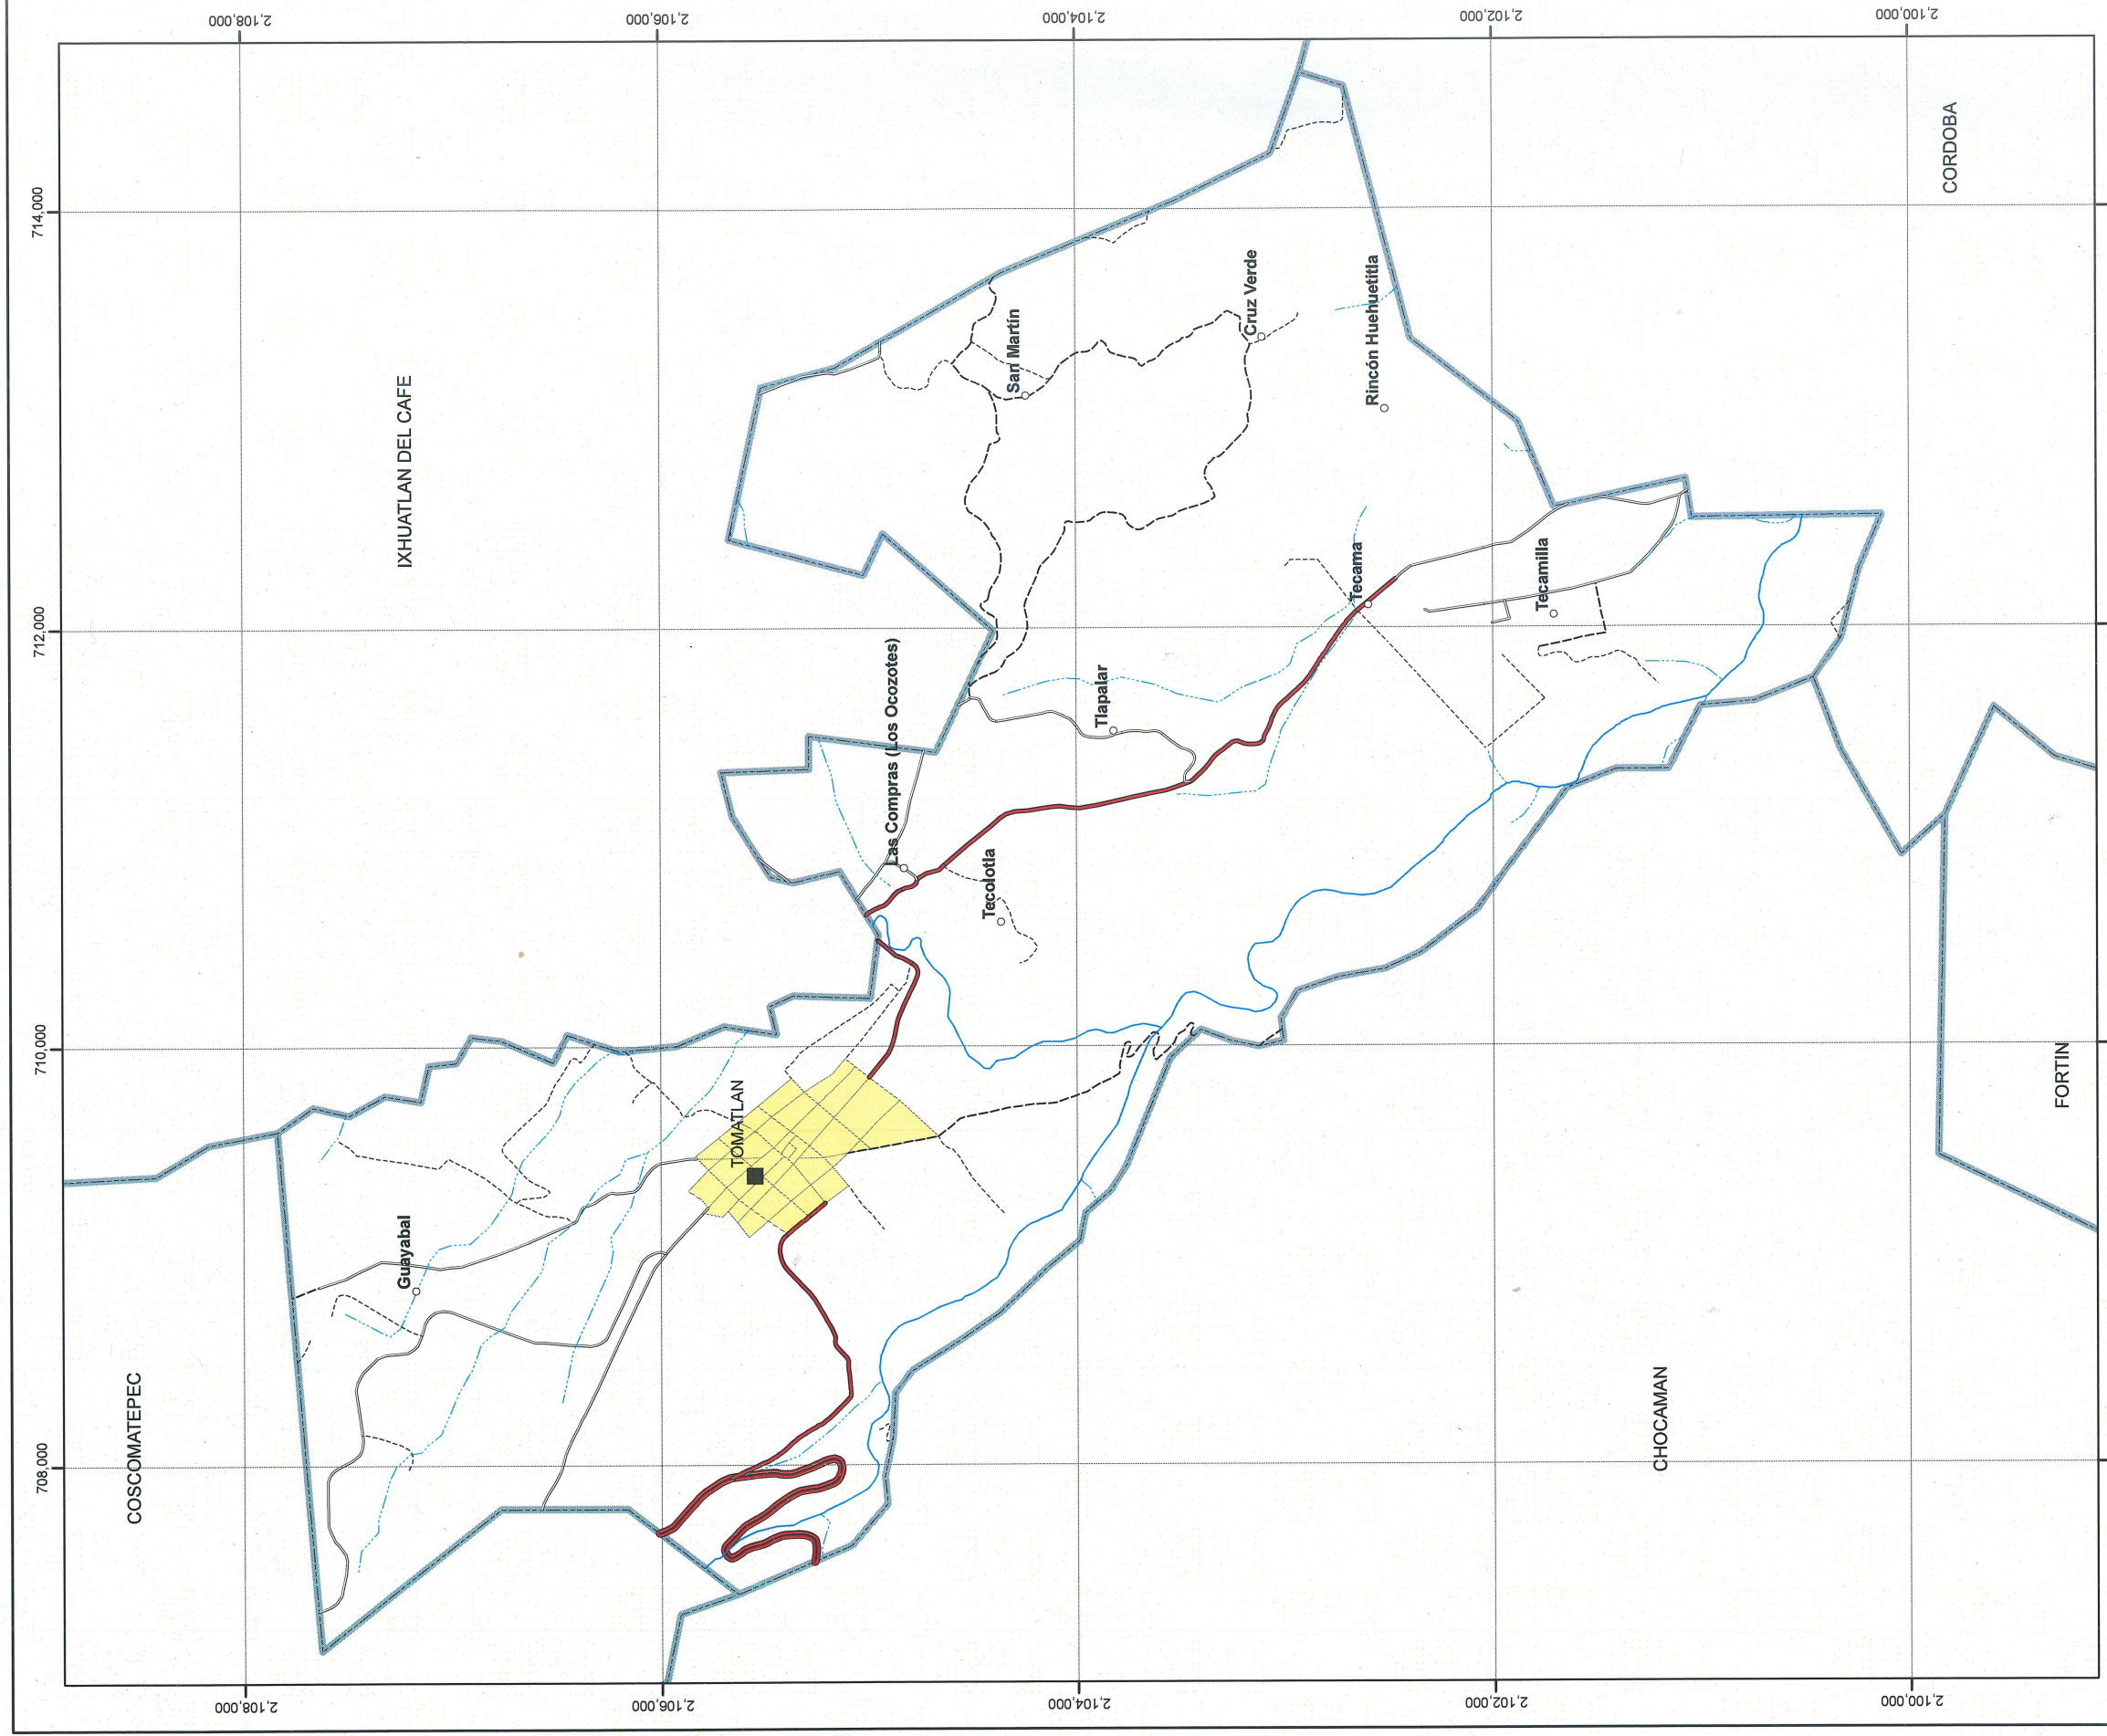 2,108,000
2,106,000
2,104,000
2,102,000
2,100,000
714,000
712,000
710,000
708,000
COSCOMATEPEC
IXHUATLAN DEL CAFE
CORDOBA
FORTIN
CHOCAMAN
TOMATLAN
Guayabal
Las Compras (Los Ocozotes)
Tecolotla
Tlapalar
San Martín
Cruz Verde
Rincón Huehuetitla
Tecama
Tecamilla
2,108,000
2,106,000
2,104,000
2,102,000
2,100,000